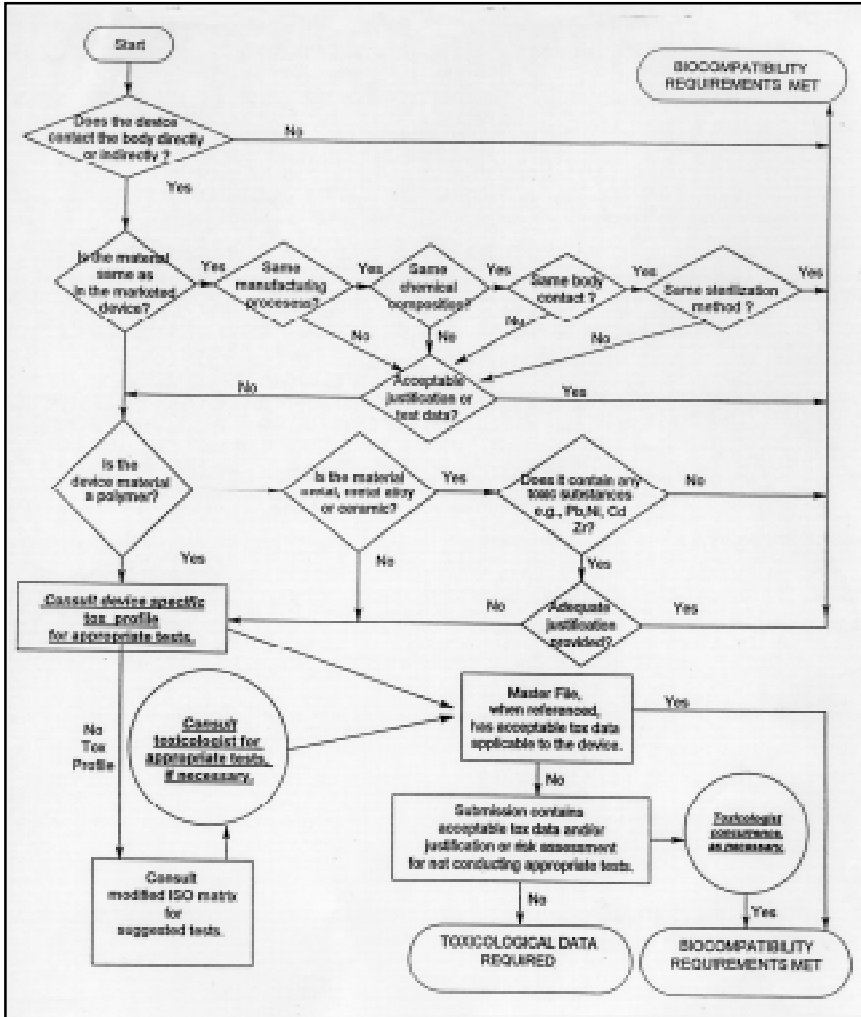 Start
BIOCOMPATIBILITY
REQUIREMENTS MET
Does the device
contact the body directly
or indirectly ?
No
Yes
Is the material
same as
in the marketed
device?
Yes
Same
manufacturing
processes?
Yes
Same
chemical
composition?
Yes
Same body
contact ?
Yes
Same sterilization
method ?
Yes
No
No
No
No
Acceptable
justification or
test data?
No
Yes
Is the
device material
a polymer?
Is the material
metal, metal alloy
or ceramic?
Yes
Does it contain any
toxic substances
e.g., Pb,Ni, Cd
Zr?
No
Yes
No
Yes
Consult device specific
tox profile
for appropriate tests.
No
Adequate
justification
provided?
Yes
Master File,
when referenced,
has acceptable tox data
applicable to the device.
Yes
No
Tox
Profile
Consult
toxicologist for
appropriate tests,
if necessary.
No
Submission contains
acceptable tox data and/or
justification or risk assessment
for not conducting appropriate tests.
Toxicologist
concurrence,
as necessary.
Consult
modified ISO matrix
for
suggested tests.
No
Yes
TOXICOLOGICAL DATA
REQUIRED
BIOCOMPATIBILITY
REQUIREMENTS MET